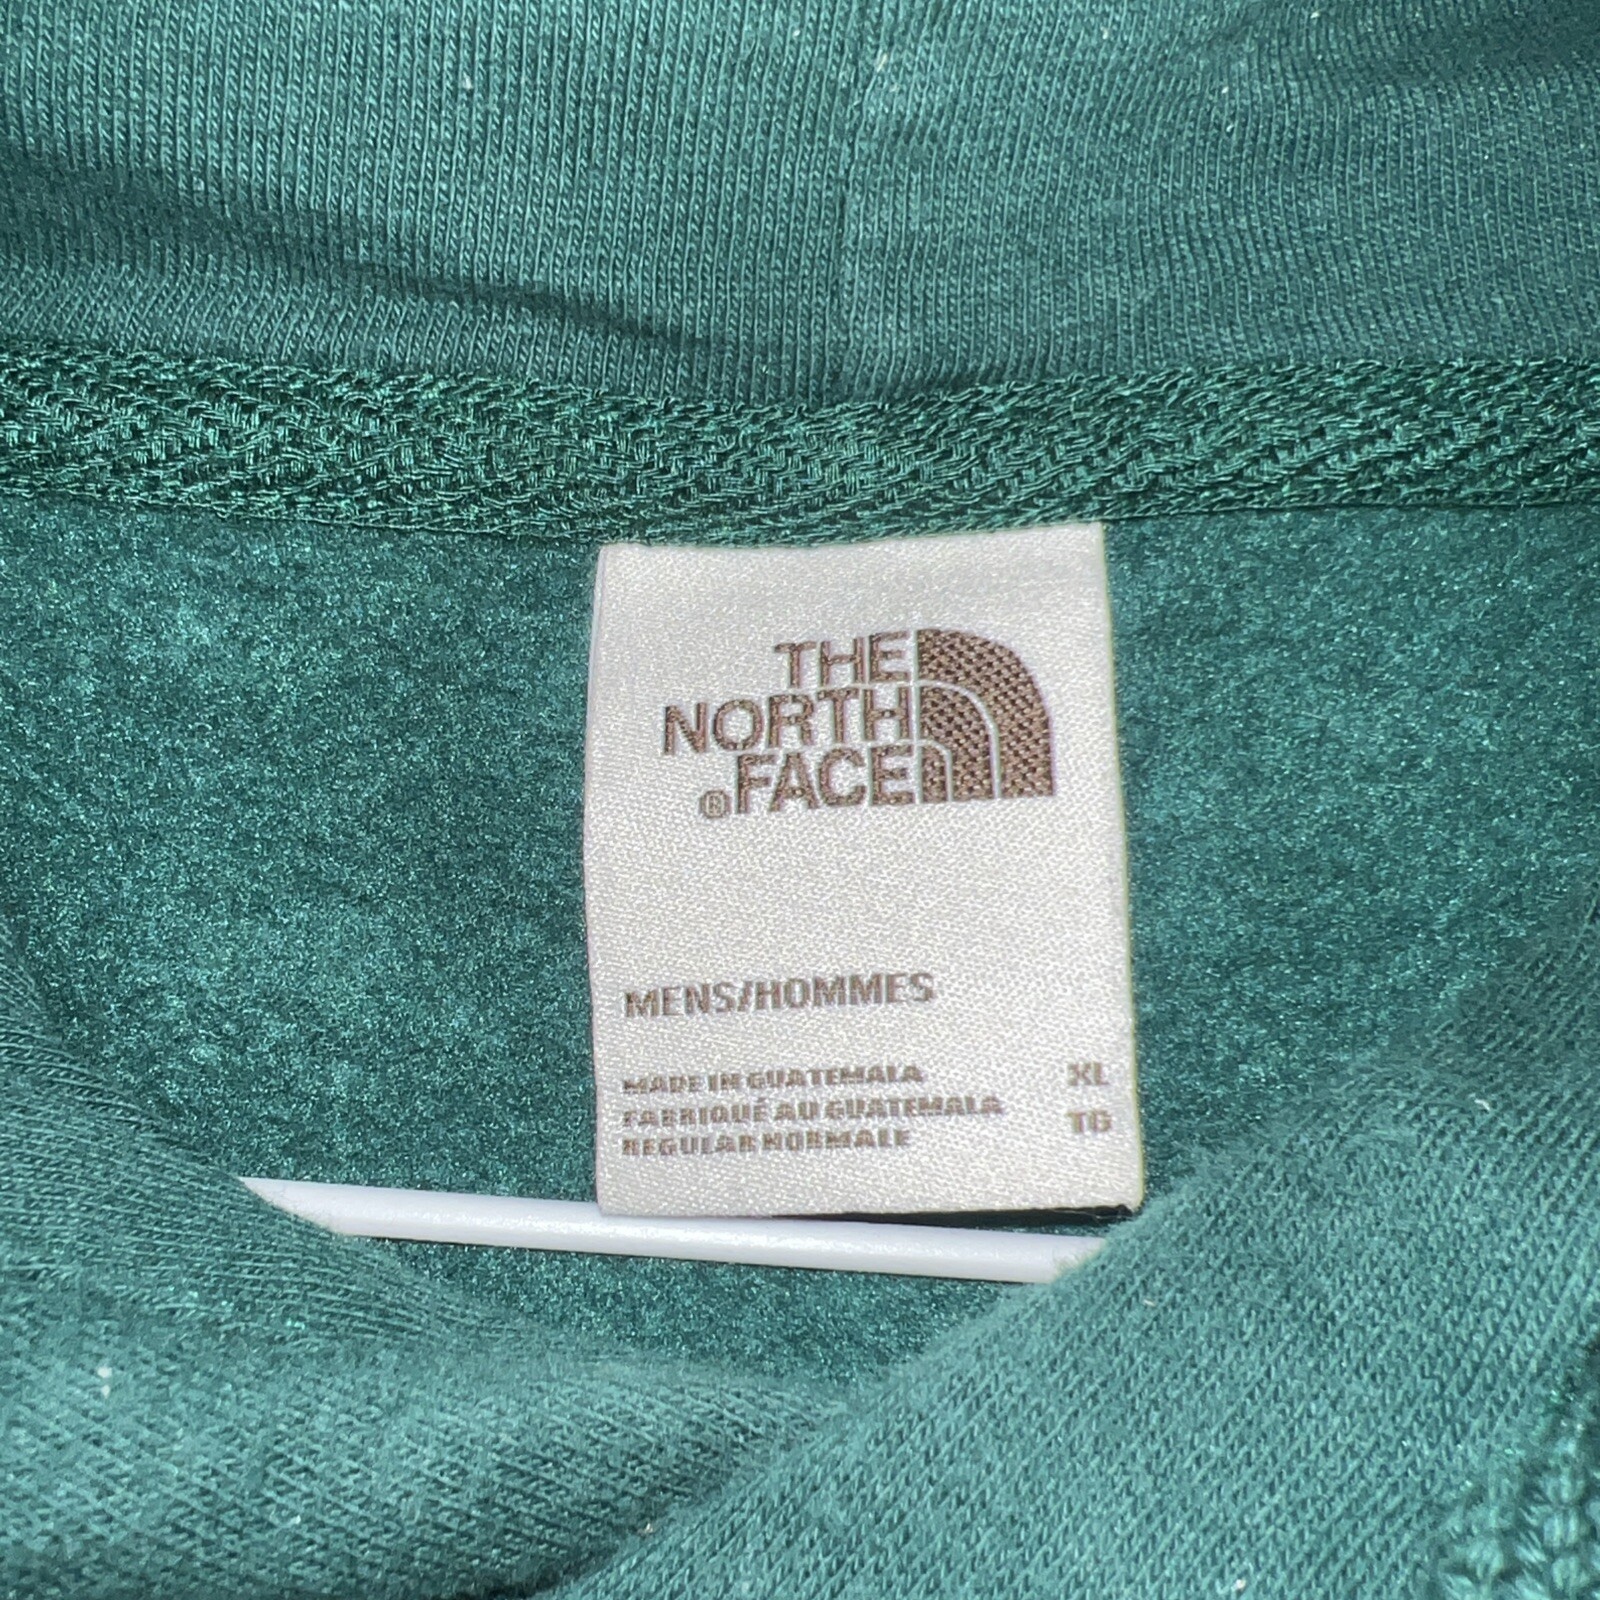 THE
NORTH
®FACE
MENS/HOMMES
MADE IN GUATEMALA XL
FABRIQUÉ AU GUATEMALA TG
REGULAR NORMALE